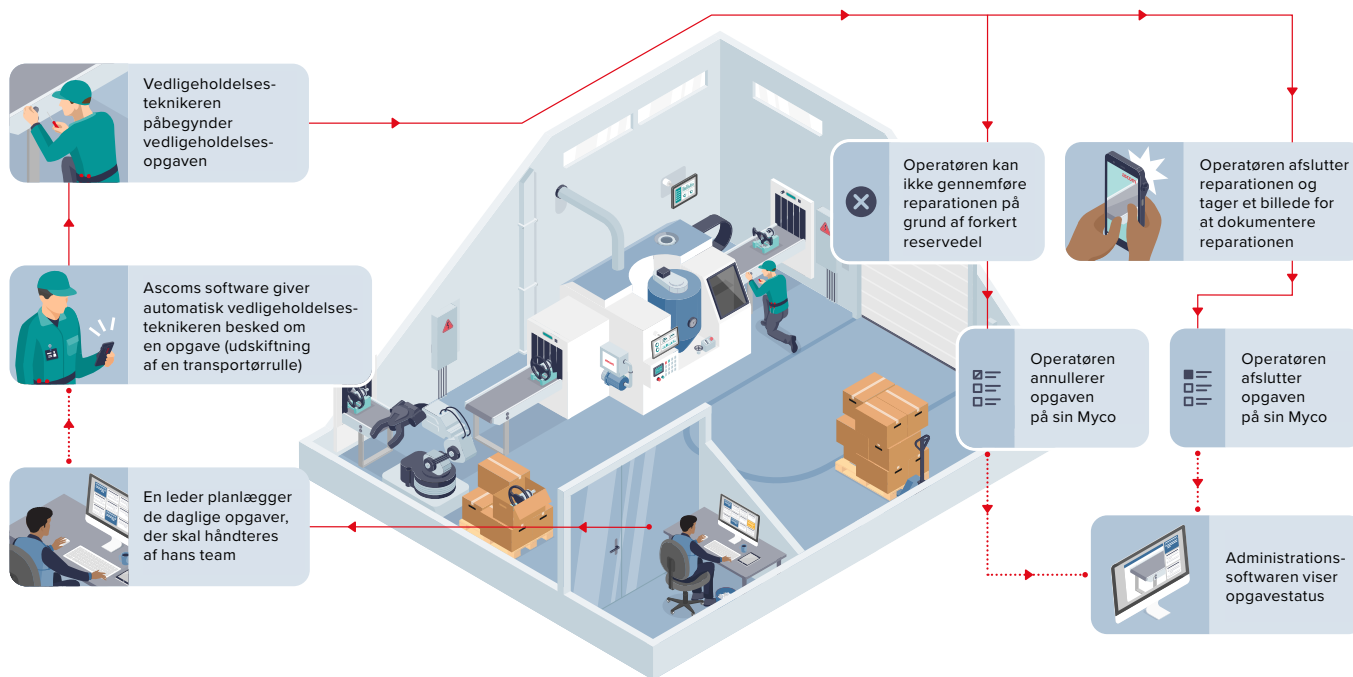 Vedligeholdelses-
teknikeren
påbegynder
vedligeholdelses-
opgaven
Ascoms software giver
automatisk vedligeholdelses-
teknikeren besked om
en opgave (udskiftning
af en transportørrulle)
En leder planlægger
de daglige opgaver,
der skal håndteres
af hans team
Operatøren kan
ikke gennemføre
reparationen på
grund af forkert
reservedel
Operatøren afslutter
reparationen og
tager et billede for
at dokumentere
reparationen
Operatøren
annullerer
opgaven
på sin Myco
Operatøren
afslutter
opgaven
på sin Myco
Administrations-
softwaren viser
opgavestatus